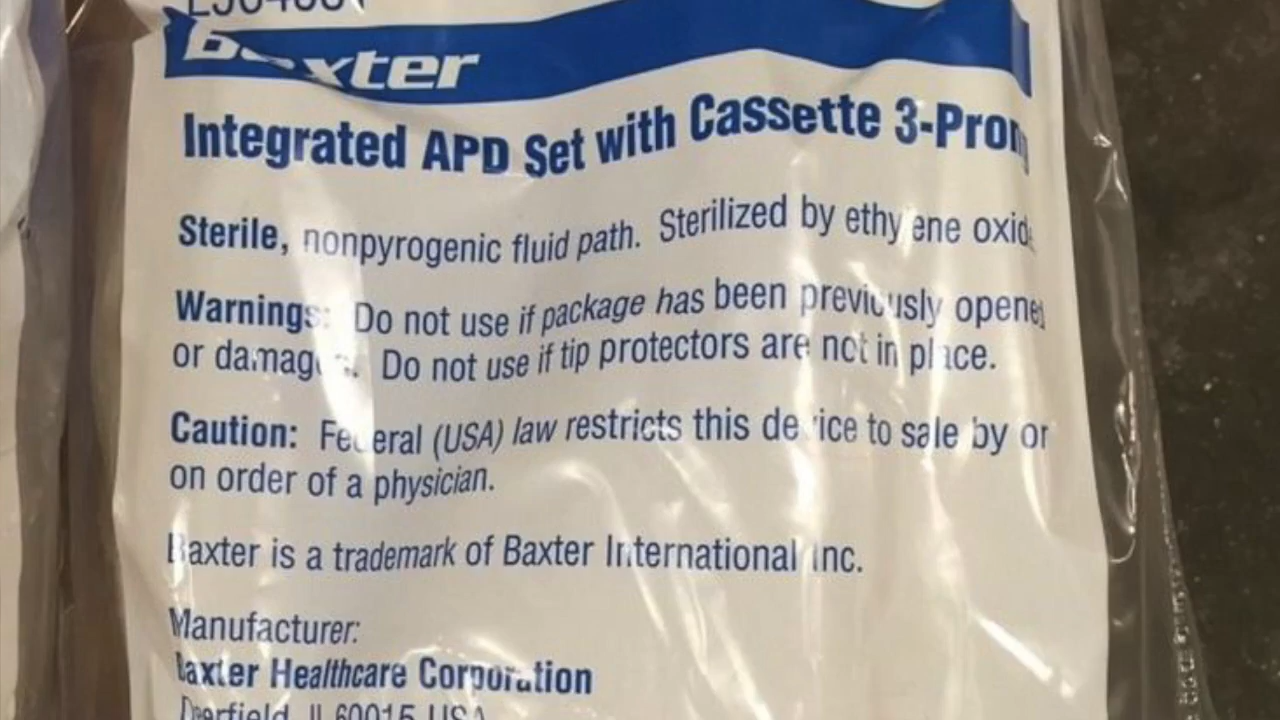 baxter
Integrated APD Set with Cassette 3-Prong
Sterile, nonpyrogenic fluid path. Sterilized by ethylene oxide
Warnings: Do not use if package has been previously opened
or damaged. Do not use if tip protectors are not in place.
Caution: Federal (USA) law restricts this device to sale by or
on order of a physician.
Baxter is a trademark of Baxter International Inc.
Manufacturer:
Baxter Healthcare Corporation
Deerfield, IL 60015 USA